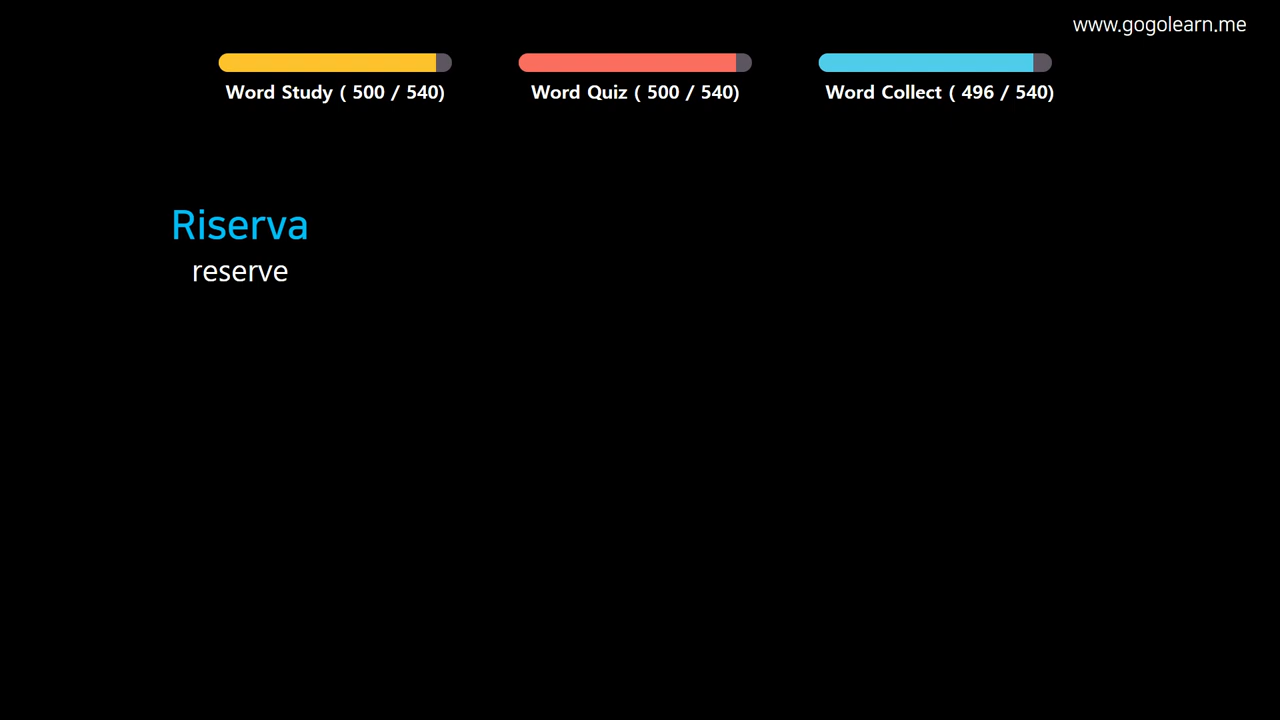 www.gogolearn.me
Word Study ( 500 / 540)
Word Quiz ( 500 / 540)
Word Collect ( 496 / 540)
Riserva
reserve